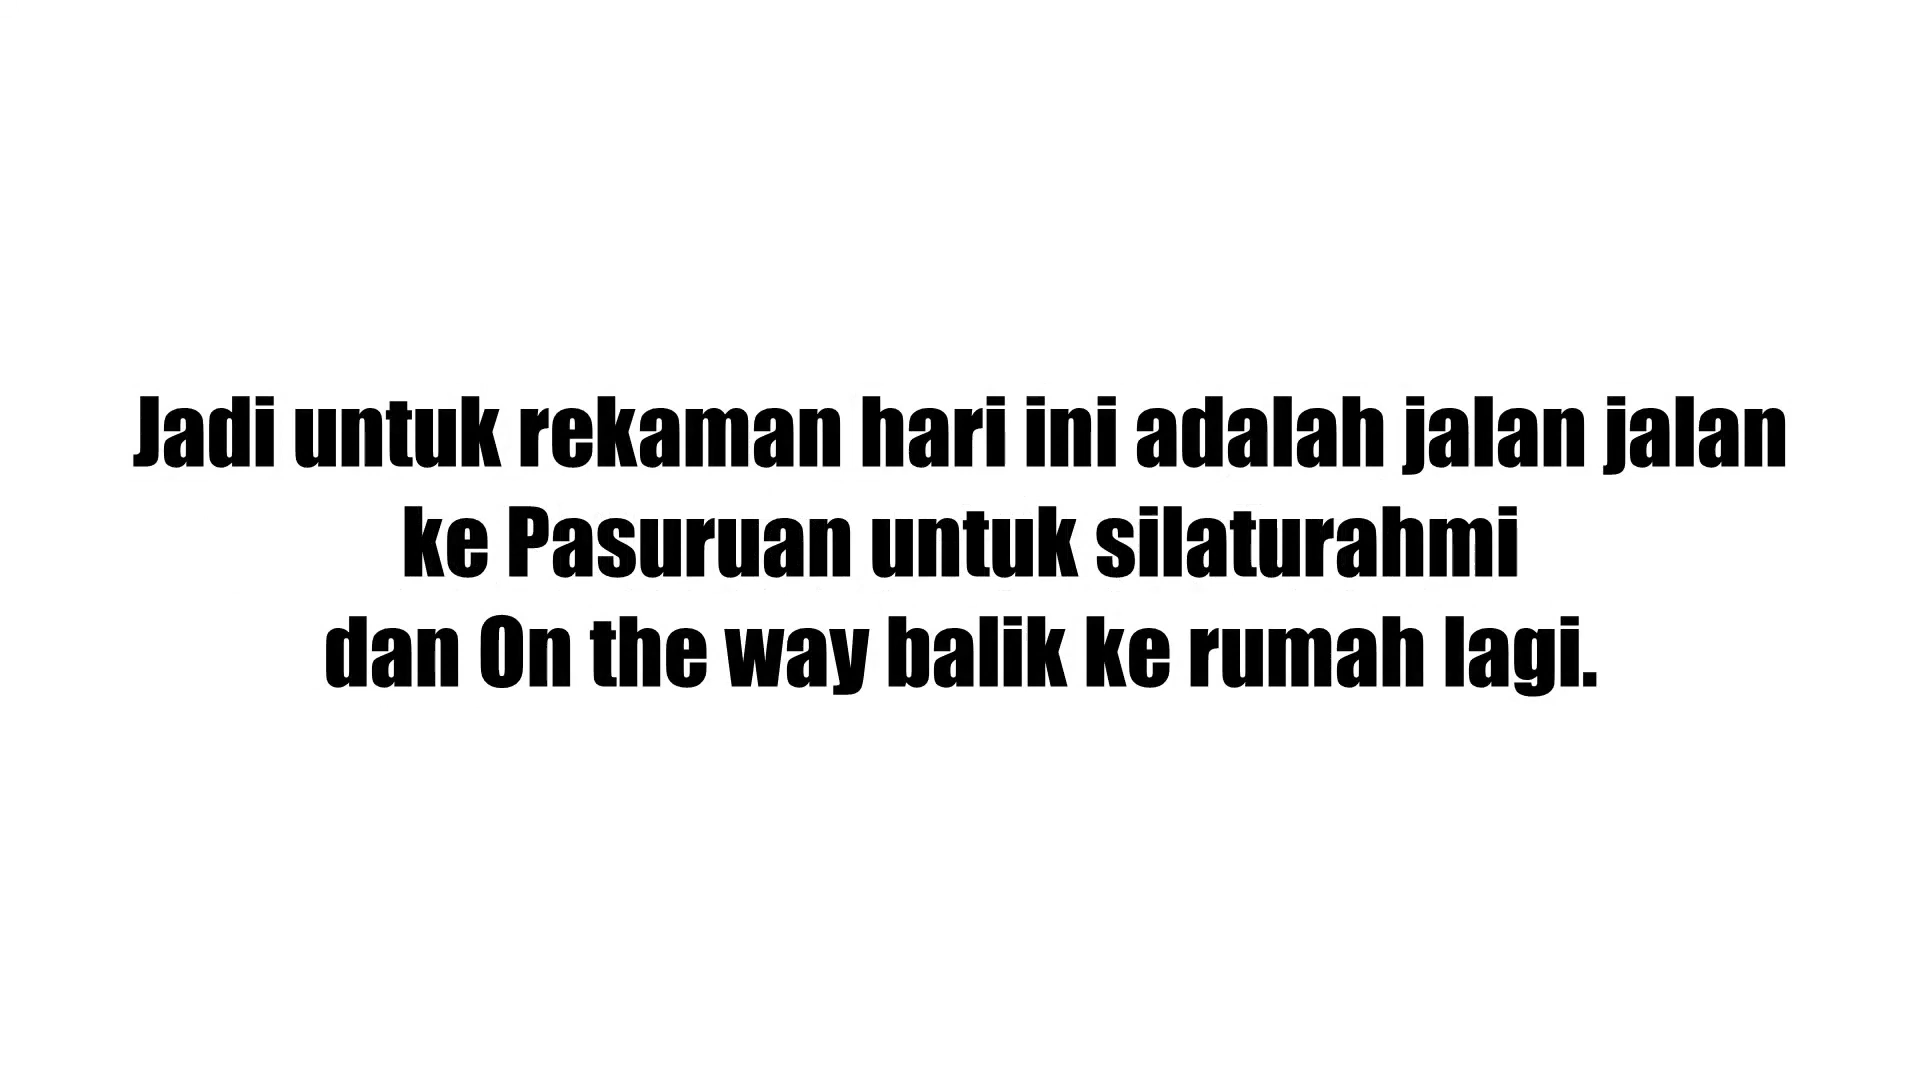 Jadi untuk rekaman hari ini adalah jalan jalan
ke Pasuruan untuk silaturahmi
dan On the way balik ke rumah lagi.